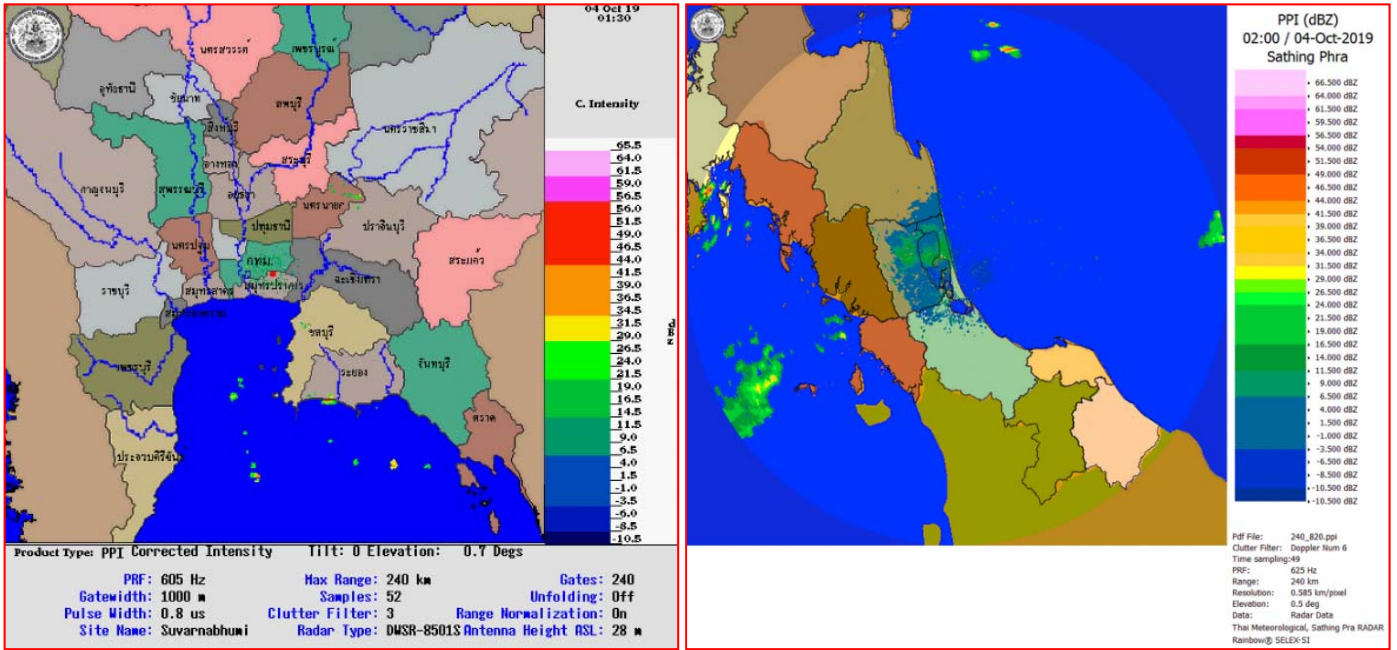 04 Oct 19
01:30
C. Intensity
นครสวรรค์
เพชรบูรณ์
อุทัยธานี
ชัยนาท
ลพบุรี
สิงห์บุรี
นครราชสีมา
อ่างทอง
สระบุรี
กาญจนบุรี
สุพรรณบุรี
อยุธยา
นครนายก
ปราจีนบุรี
ปทุมธานี
นครปฐม
กทม.
สระแก้ว
ราชบุรี
สมุทรสาคร
สมุทรปราการ
ฉะเชิงเทรา
สมุทรสงคราม
ชลบุรี
เพชรบุรี
ระยอง
จันทบุรี
ตราด
ประจวบคีรีขันธ์
65.5
64.0
61.5
59.0
56.5
56.0
51.5
49.0
46.5
44.0
41.5
39.0
36.5
34.5
31.5
29.0
26.5
24.0
21.5
19.0
16.5
14.5
11.5
9.0
6.5
4.0
1.5
-1.0
-3.5
-6.0
-8.5
-10.5
Product Type: PPI Corrected Intensity Tilt: 0 Elevation: 0.7 Degs
PRF: 605 Hz Max Range: 240 km Gates: 240
Gatewidth: 1000 m Samples: 52 Unfolding: Off
Pulse Width: 0.8 us Clutter Filter: 3 Range Normalization: On
Site Name: Suvarnabhumi Radar Type: DWSR-8501S Antenna Height ASL: 28 m
PPI (dBZ)
02:00 / 04-Oct-2019
Sathing Phra
66.500 dBZ
64.000 dBZ
61.500 dBZ
59.500 dBZ
56.500 dBZ
54.000 dBZ
51.500 dBZ
49.000 dBZ
46.500 dBZ
44.000 dBZ
41.500 dBZ
39.000 dBZ
36.500 dBZ
34.000 dBZ
31.500 dBZ
29.000 dBZ
26.500 dBZ
24.000 dBZ
21.500 dBZ
19.000 dBZ
16.500 dBZ
14.000 dBZ
11.500 dBZ
9.000 dBZ
6.500 dBZ
4.000 dBZ
1.500 dBZ
-1.000 dBZ
-3.500 dBZ
-6.500 dBZ
-8.500 dBZ
-10.500 dBZ
Pdf File: 240_820.ppi
Clutter Filter: Doppler Num 6
Time sampling:49
PRF: 625 Hz
Range: 240 km
Resolution: 0.585 km/pixel
Elevation: 0.5 deg
Data: Radar Data
Thai Meteorological, Sathing Pra RADAR
Rainbow® SELEX-SI